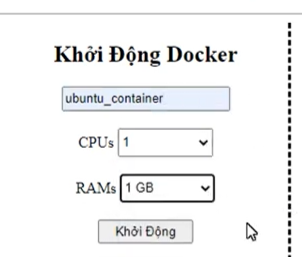 Khởi Động Docker
ubuntu_container
CPUs 1
RAMs 1 GB
Khởi Động